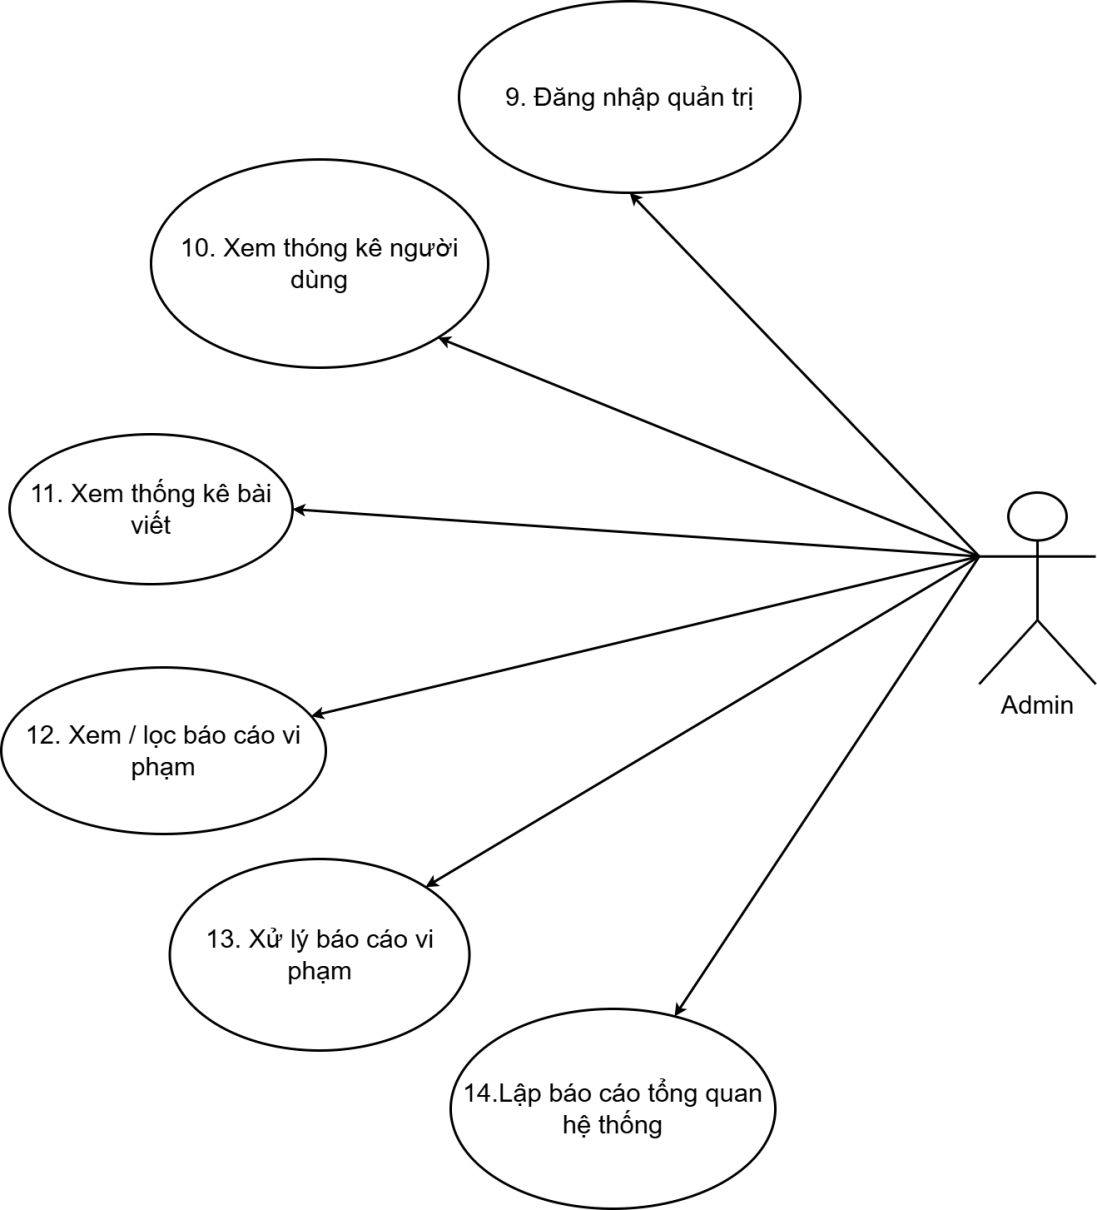 9. Đăng nhập quản trị
10. Xem thóng kê người
dùng
11. Xem thống kê bài
viết
12. Xem / lọc báo cáo vi
phạm
Admin
13. Xử lý báo cáo vi
phạm
14.Lập báo cáo tổng quan
hệ thống